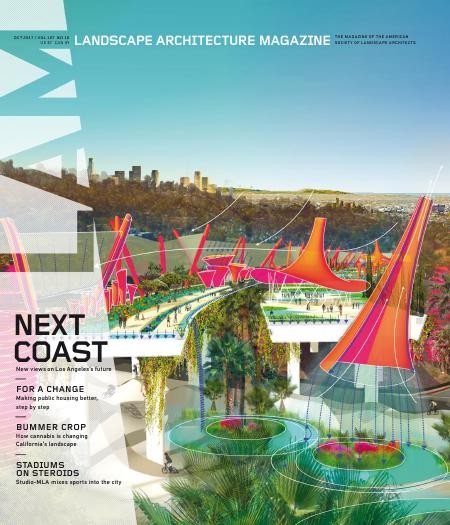 OCT 2017 / VOL 107 NO 10
US $7 CAN $9
LANDSCAPE ARCHITECTURE MAGAZINE
THE MAGAZINE OF THE AMERICAN
SOCIETY OF LANDSCAPE ARCHITECTS
LAM
NEXT
COAST
New views on Los Angeles's future
FOR A CHANGE
Making public housing better,
step by step
BUMMER CROP
How cannabis is changing
California's landscape
STADIUMS
ON STEROIDS
Studio-MLA mixes sports into the city